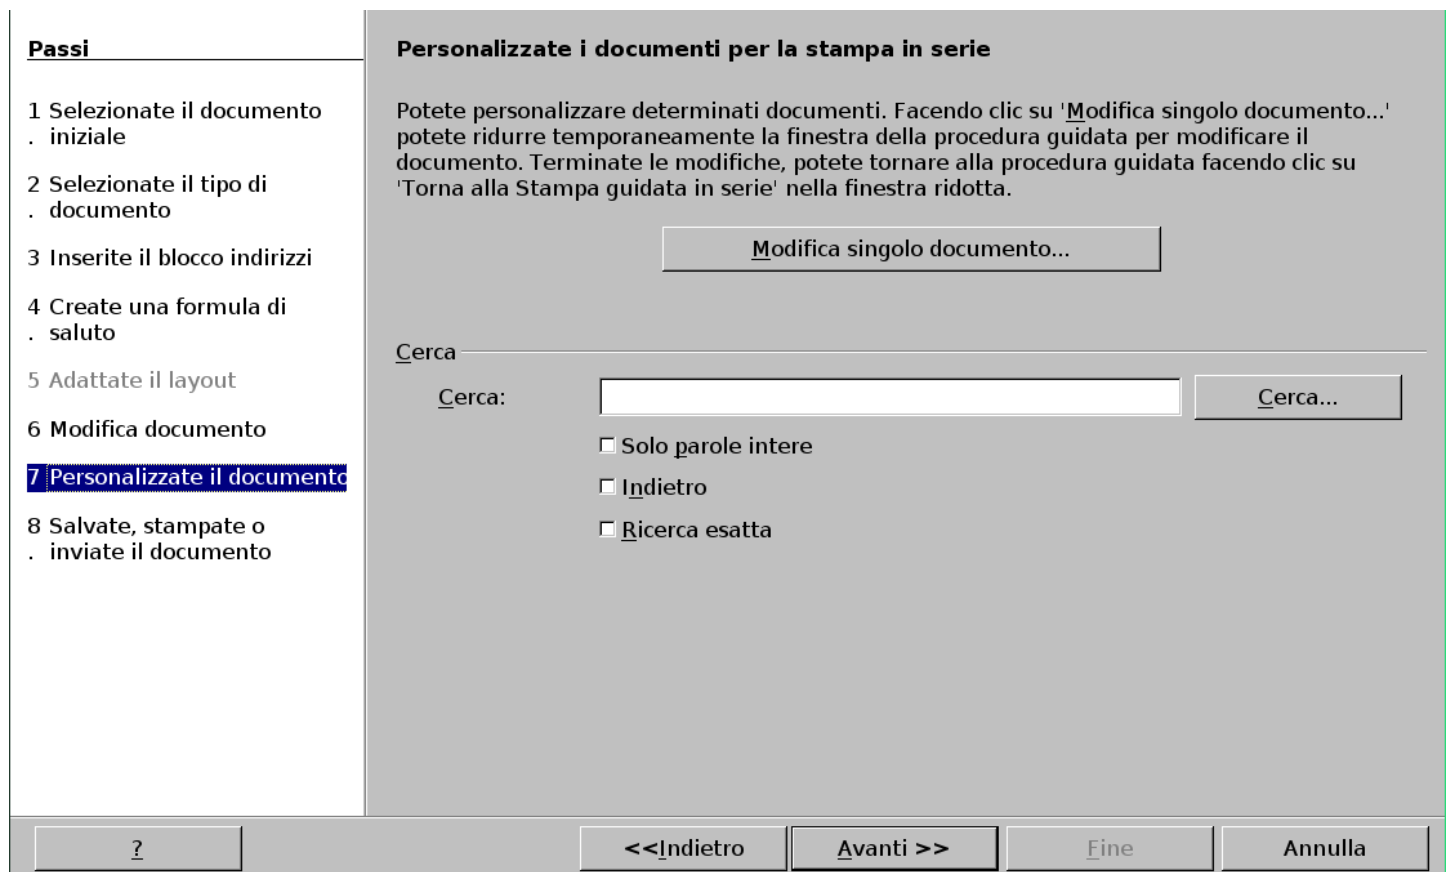 Passi
1 Selezionate il documento
. iniziale
2 Selezionate il tipo di
. documento
3 Inserite il blocco indirizzi
4 Create una formula di
. saluto
5 Adattate il layout
6 Modifica documento
7 Personalizzate il documento
8 Salvate, stampate o
. inviate il documento
Personalizzate i documenti per la stampa in serie
Potete personalizzare determinati documenti. Facendo clic su 'Modifica singolo documento...'
potete ridurre temporaneamente la finestra della procedura guidata per modificare il
documento. Terminate le modifiche, potete tornare alla procedura guidata facendo clic su
'Torna alla Stampa guidata in serie' nella finestra ridotta.
Modifica singolo documento...
Cerca
Cerca:
Cerca...
Solo parole intere
Indietro
Ricerca esatta
?
<<Indietro
Avanti >>
Fine
Annulla